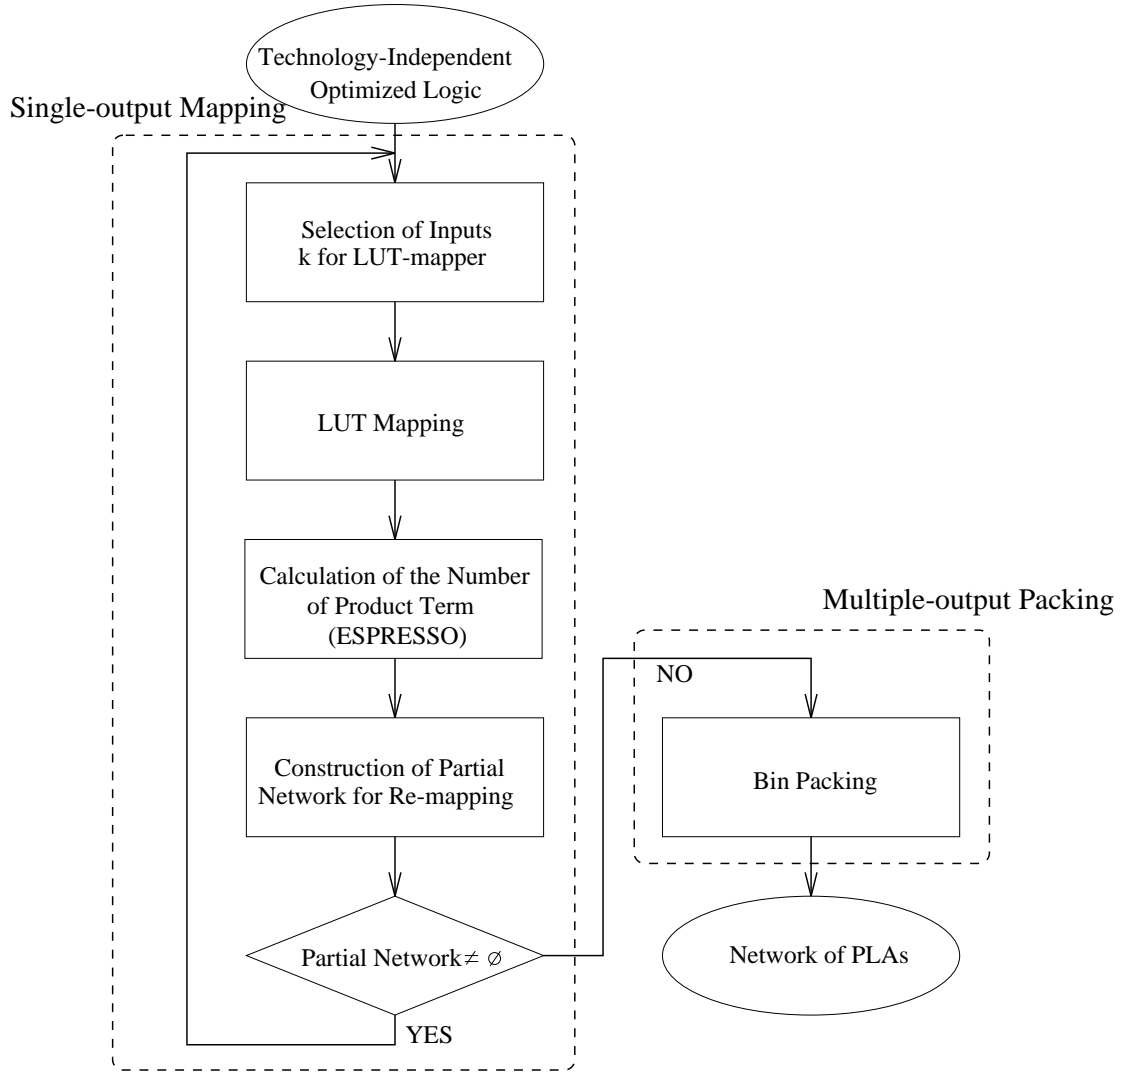 Technology-Independent
Optimized Logic
Single-output Mapping
Selection of Inputs
k for LUT-mapper
LUT Mapping
Calculation of the Number
of Product Term
(ESPRESSO)
Multiple-output Packing
NO
Construction of Partial
Network for Re-mapping
Bin Packing
Partial Network ≠ ∅
Network of PLAs
YES